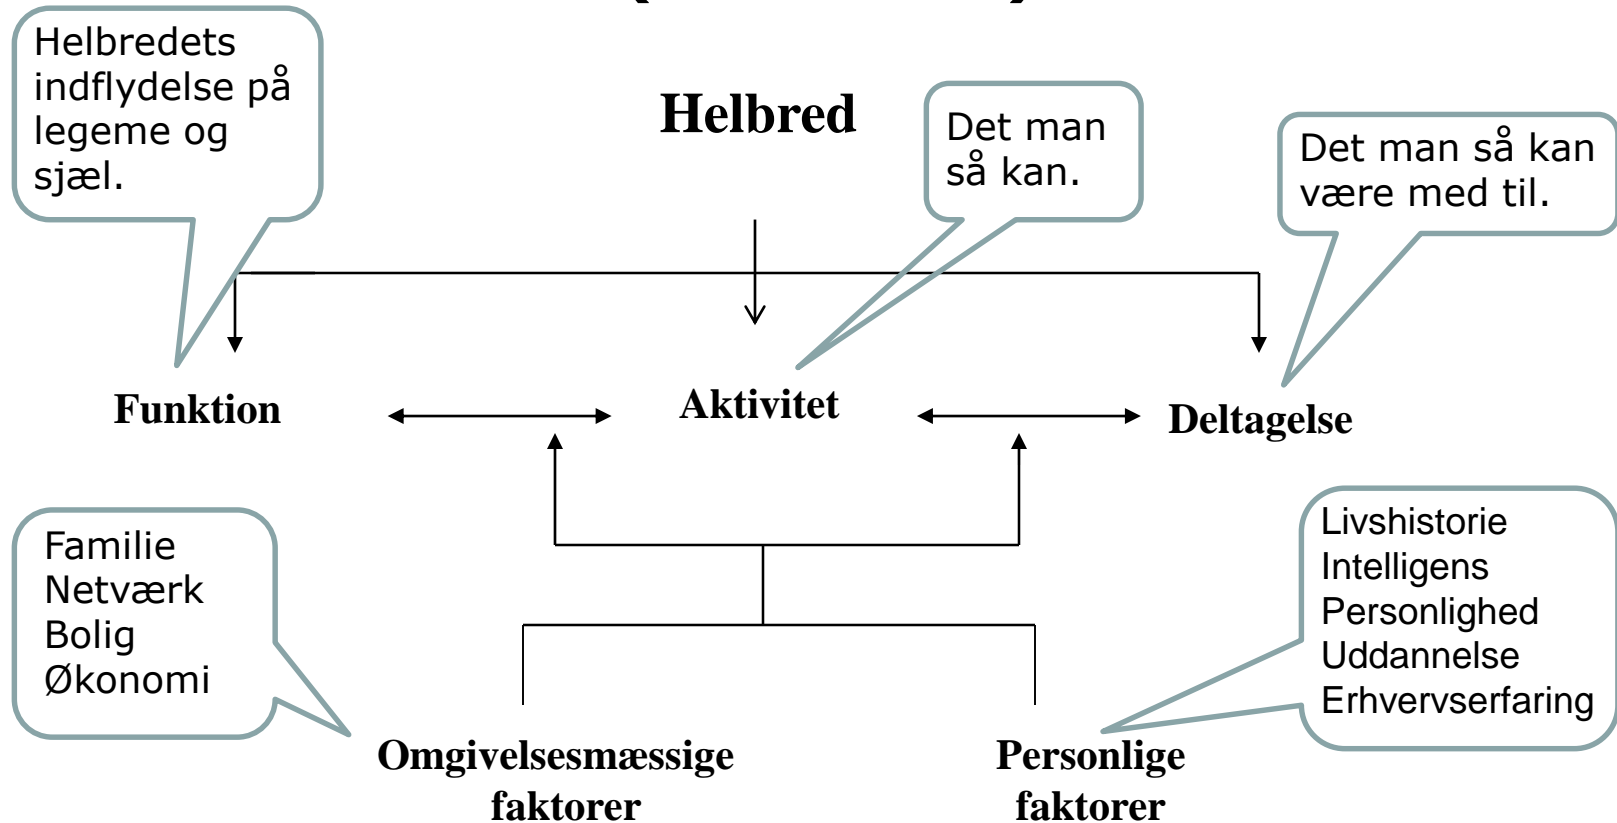 Helbredets
indflydelse på
legeme og
sjæl.
Helbred
Det man
så kan.
Det man så kan
være med til.
Funktion
Aktivitet
Deltagelse
Familie
Netværk
Bolig
Økonomi
Livshistorie
Intelligens
Personlighed
Uddannelse
Erhvervserfaring
Omgivelsesmæssige
faktorer
Personlige
faktorer